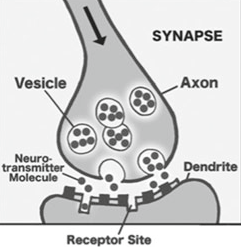 SYNAPSE
Vesicle
Axon
Neuro-
transmitter
Molecule
Dendrite
Receptor Site